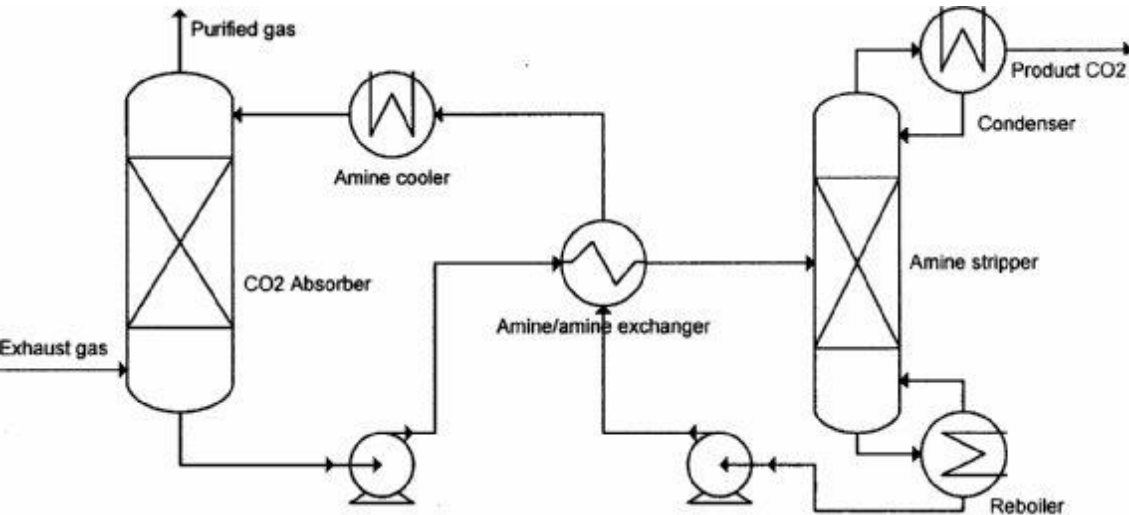 Purified gas
Product CO2
Condenser
Amine cooler
Amine stripper
CO2 Absorber
Amine/amine exchanger
Exhaust gas
Reboiler